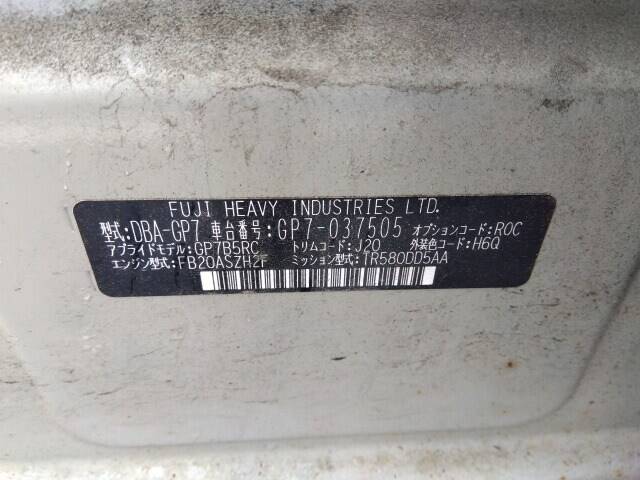 FUJI HEAVY INDUSTRIES LTD.
型式:DBA-GP7 車台番号:GP7-037505 オプションコード:ROC
アプライドモデル:GP7B5RC トリムコード:J20 外装色コード:H6Q
エンジン型式:FB20ASZH2F ミッション型式:TR580DD5AA